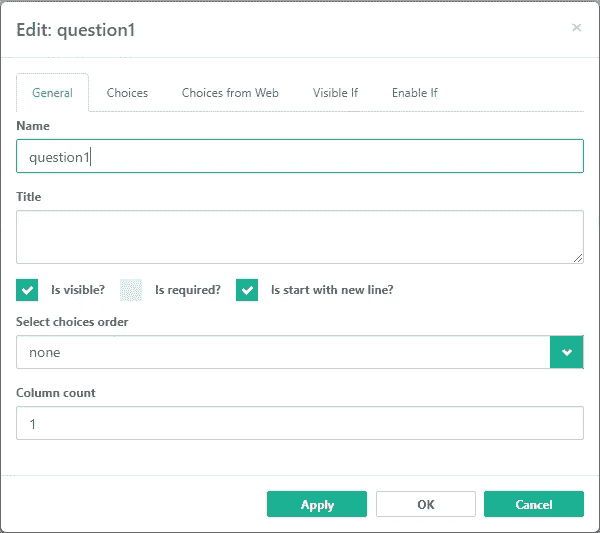 Edit: question1
×
General Choices Choices from Web Visible If Enable If
Name
question1
Title
Is visible? Is required? Is start with new line?
Select choices order
none
Column count
1
Apply OK Cancel